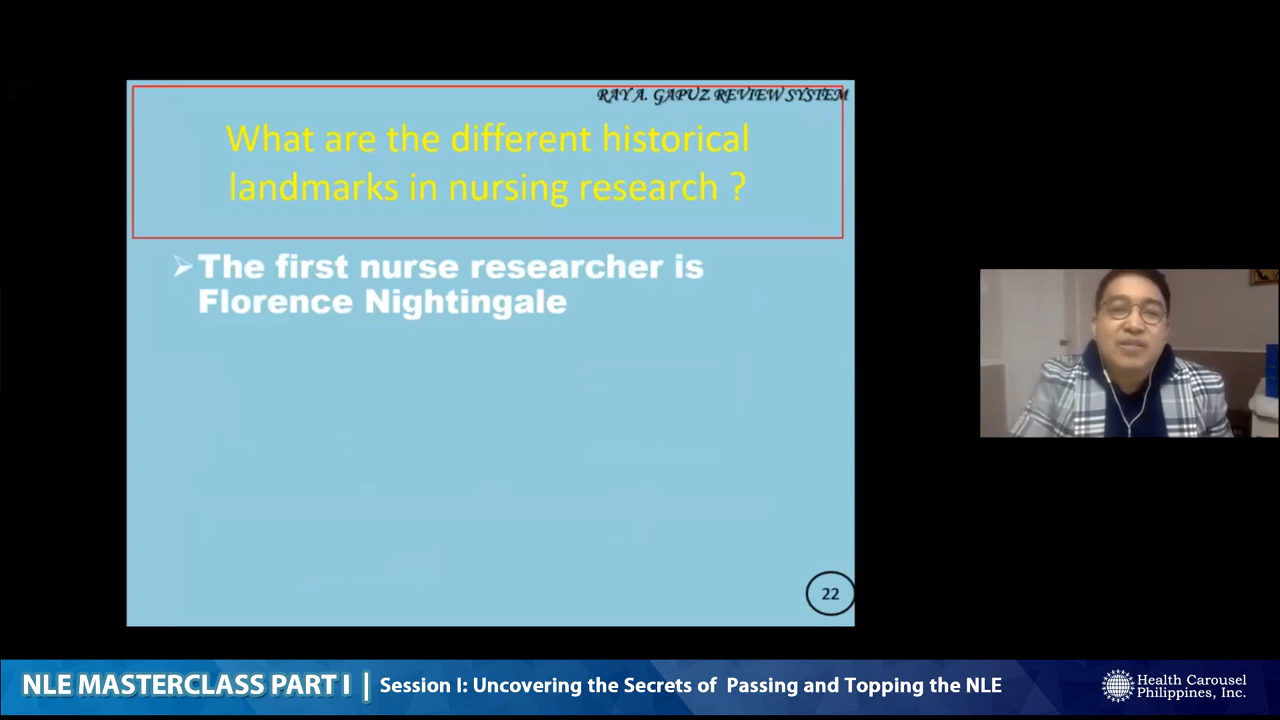 RAY A. GAPUZ REVIEW SYSTEM
What are the different historical
landmarks in nursing research ?
The first nurse researcher is
Florence Nightingale
22
NLE MASTERCLASS PART I | Session I: Uncovering the Secrets of Passing and Topping the NLE
Health Carousel
Philippines, Inc.